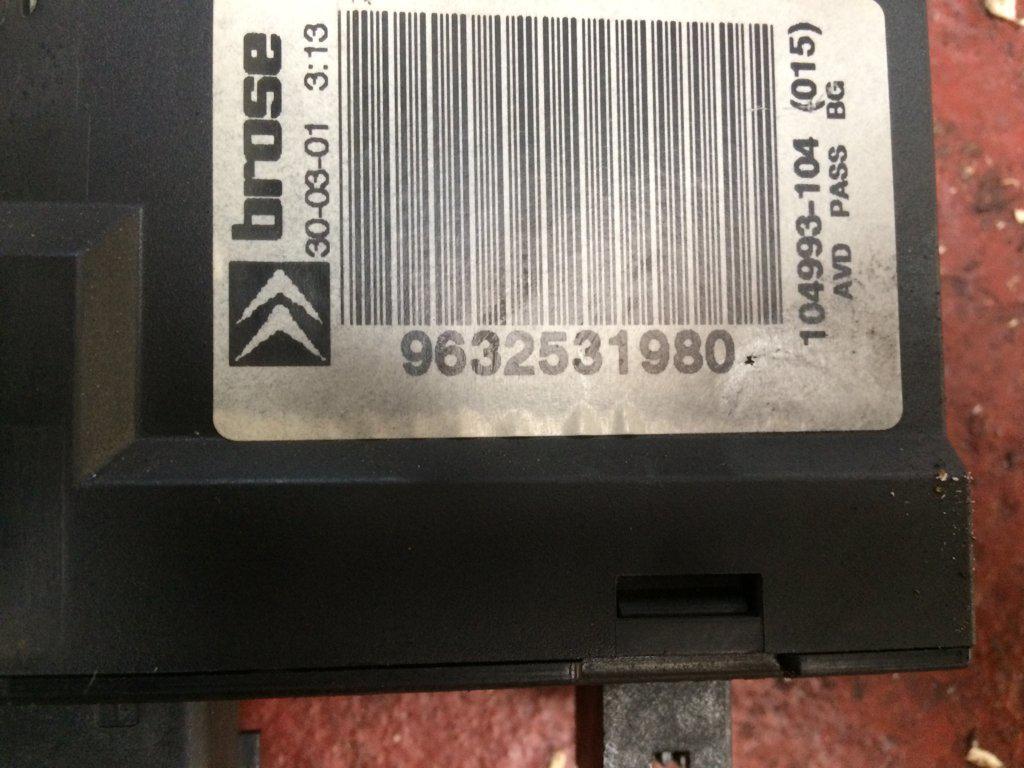 brose
30-03-01 3:13
9632531980
104993-104 (015)
AVD PASS BG